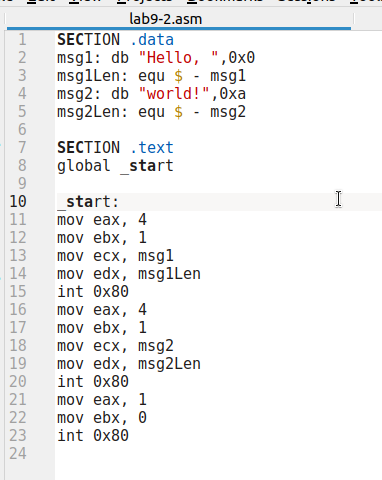 lab9-2.asm
1 SECTION .data
2 msg1: db "Hello, ",0x0
3 msg1Len: equ $ - msg1
4 msg2: db "world!",0xa
5 msg2Len: equ $ - msg2
6
7 SECTION .text
8 global _start
9
10 _start:
11 mov eax, 4
12 mov ebx, 1
13 mov ecx, msg1
14 mov edx, msg1Len
15 int 0x80
16 mov eax, 4
17 mov ebx, 1
18 mov ecx, msg2
19 mov edx, msg2Len
20 int 0x80
21 mov eax, 1
22 mov ebx, 0
23 int 0x80
24